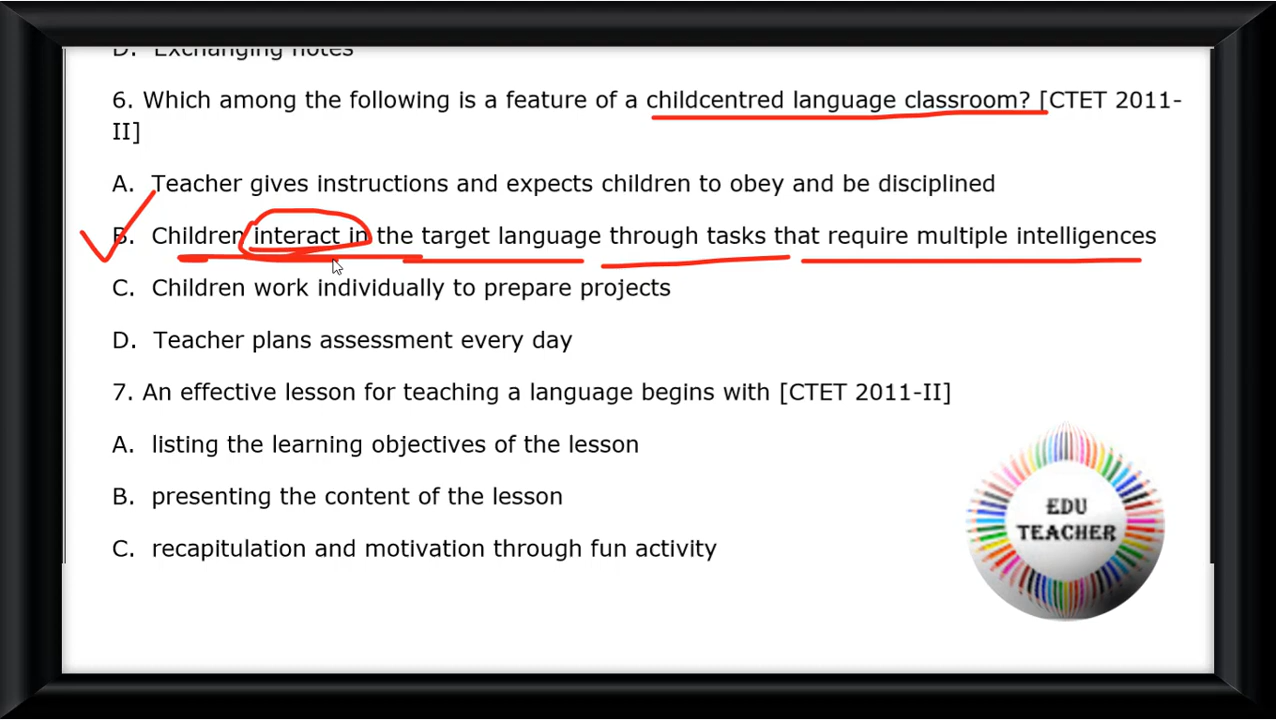 D. Exchanging notes
6. Which among the following is a feature of a childcentred language classroom? [CTET 2011-
II]
A. Teacher gives instructions and expects children to obey and be disciplined
B. Children interact in the target language through tasks that require multiple intelligences
C. Children work individually to prepare projects
D. Teacher plans assessment every day
7. An effective lesson for teaching a language begins with [CTET 2011-II]
A. listing the learning objectives of the lesson
B. presenting the content of the lesson
C. recapitulation and motivation through fun activity
EDU
TEACHER